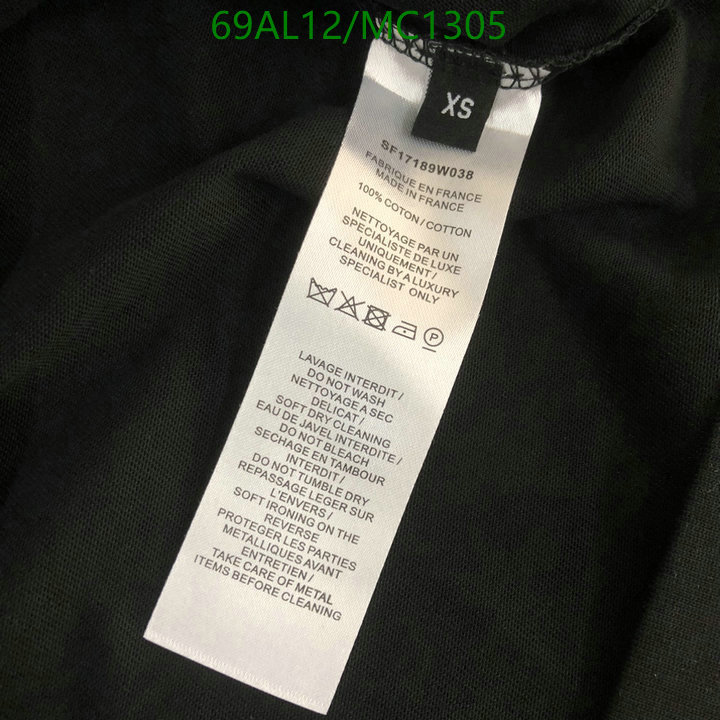 69AL12/MC1305
XS
SF17189W038
FABRIQUE EN FRANCE
MADE IN FRANCE
100% COTON / COTTON
NETTOYAGE PAR UN
SPECIALISTE DE LUXE
UNIQUEMENT /
CLEANING BY A LUXURY
SPECIALIST ONLY
P
LAVAGE INTERDIT /
DO NOT WASH
NETTOYAGE A SEC
DELICAT /
SOFT DRY CLEANING
EAU DE JAVEL INTERDITE /
DO NOT BLEACH
SECHAGE EN TAMBOUR
INTERDIT /
DO NOT TUMBLE DRY
REPASSAGE LEGER SUR
L'ENVERS /
SOFT IRONING ON THE
REVERSE
PROTEGER LES PARTIES
METALLIQUES AVANT
ENTRETIEN /
TAKE CARE OF METAL
ITEMS BEFORE CLEANING